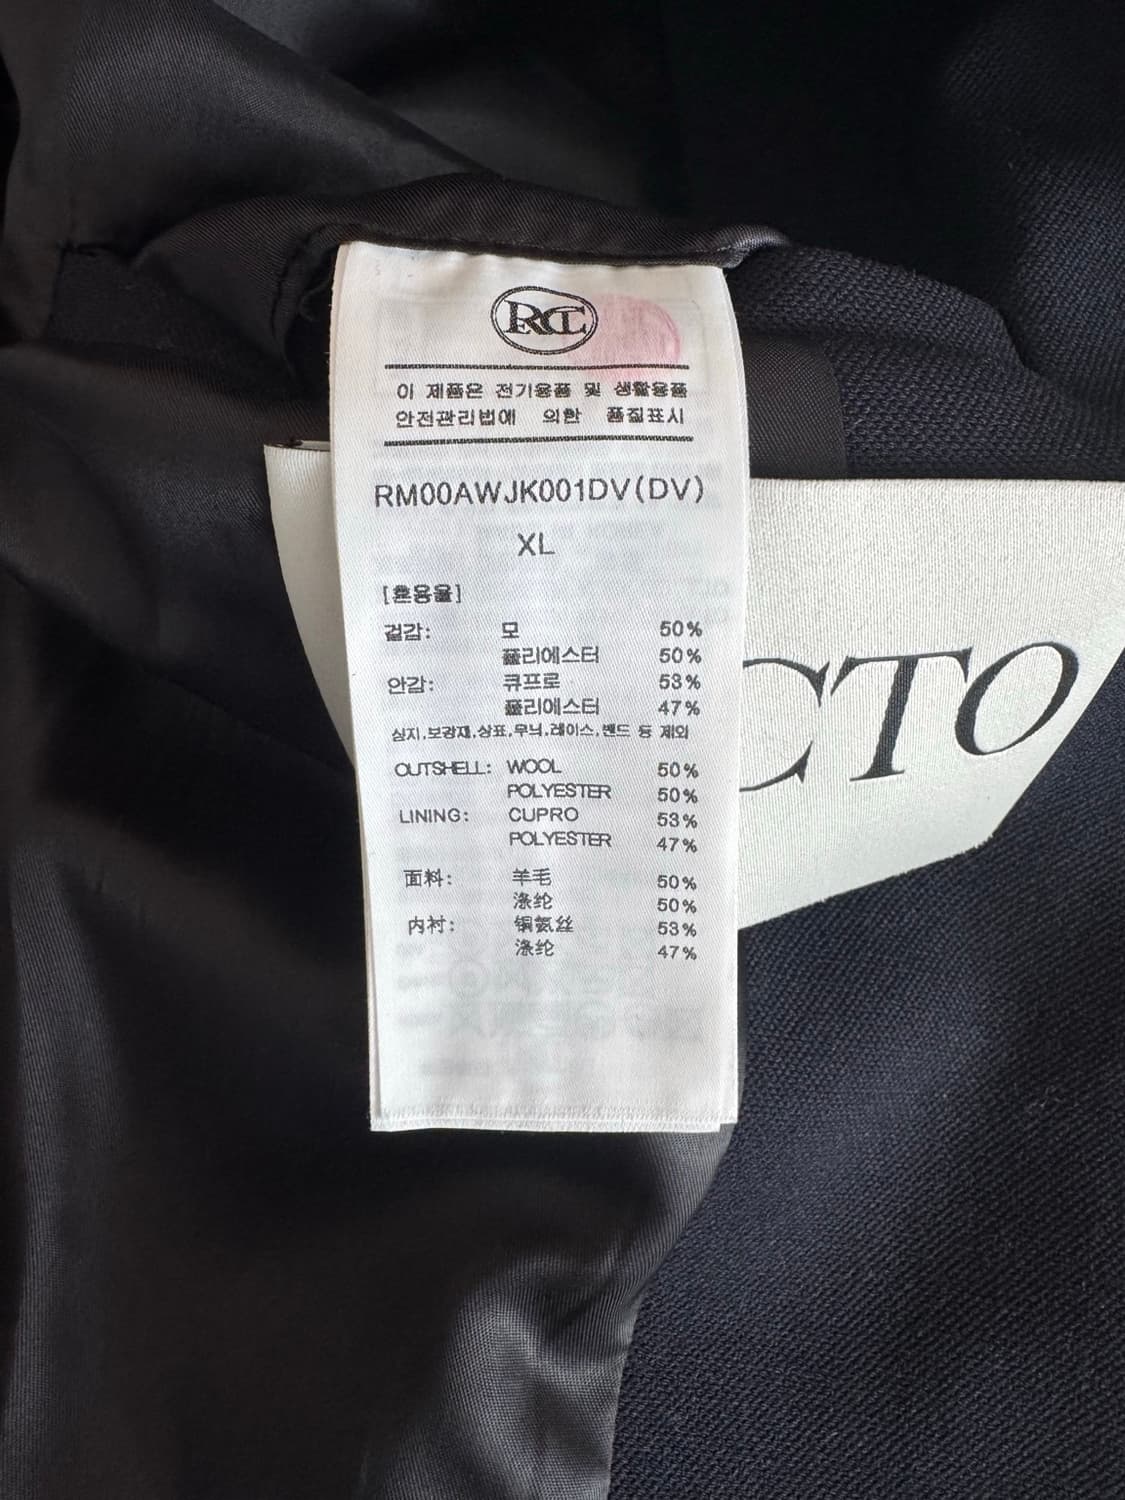 RCT
이 제품은 전기용품 및 생활용품
안전관리법에 의한 품질표시
RM00AWJK001DV(DV)
XL
[혼용율]
겉감: 모 50%
폴리에스터 50%
안감: 큐프로 53%
폴리에스터 47%
심지,보강재,상표,무늬,레이스,밴드 등 제외
OUTSHELL: WOOL 50%
POLYESTER 50%
LINING: CUPRO 53%
POLYESTER 47%
面料: 羊毛 50%
涤纶 50%
内衬: 铜氨丝 53%
涤纶 47%
CTO